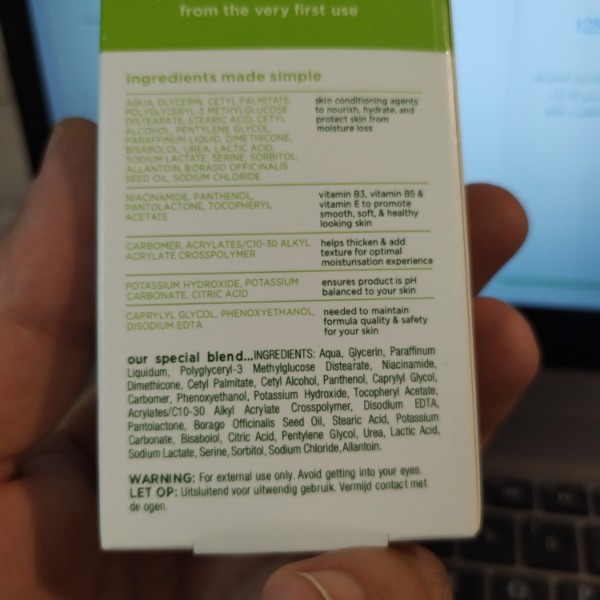 from the very first use
ingredients made simple
AQUA, GLYCERIN, CETYL PALMITATE,
POLYGLYCERYL-3 METHYLGLUCOSE
DISTEARATE, STEARIC ACID, CETYL
ALCOHOL, PENTYLENE GLYCOL,
PARAFFINUM LIQUID, DIMETHICONE,
BISABOLOL, UREA, LACTIC ACID,
SODIUM LACTATE, SERINE, SORBITOL,
ALLANTOIN, BORAGO OFFICINALIS
SEED OIL, SODIUM CHLORIDE
skin conditioning agents
to nourish, hydrate, and
protect skin from
moisture loss
NIACINAMIDE, PANTHENOL,
PANTOLACTONE, TOCOPHERYL
ACETATE
vitamin B3, vitamin B5 &
vitamin E to promote
smooth, soft, & healthy
looking skin
CARBOMER, ACRYLATES/C10-30 ALKYL
ACRYLATE CROSSPOLYMER
helps thicken & add
texture for optimal
moisturisation experience
POTASSIUM HYDROXIDE, POTASSIUM
CARBONATE, CITRIC ACID
ensures product is pH
balanced to your skin
CAPRYLYL GLYCOL, PHENOXYETHANOL,
DISODIUM EDTA
needed to maintain
formula quality & safety
for your skin
our special blend...INGREDIENTS: Aqua, Glycerin, Paraffinum
Liquidum, Polyglyceryl-3 Methylglucose Distearate, Niacinamide,
Dimethicone, Cetyl Palmitate, Cetyl Alcohol, Panthenol, Caprylyl Glycol,
Carbomer, Phenoxyethanol, Potassium Hydroxide, Tocopheryl Acetate,
Acrylates/C10-30 Alkyl Acrylate Crosspolymer, Disodium EDTA,
Pantolactone, Borago Officinalis Seed Oil, Stearic Acid, Potassium
Carbonate, Bisabolol, Citric Acid, Pentylene Glycol, Urea, Lactic Acid,
Sodium Lactate, Serine, Sorbitol, Sodium Chloride, Allantoin.
WARNING: For external use only. Avoid getting into your eyes.
LET OP: Uitsluitend voor uitwendig gebruik. Vermijd contact met
de ogen.